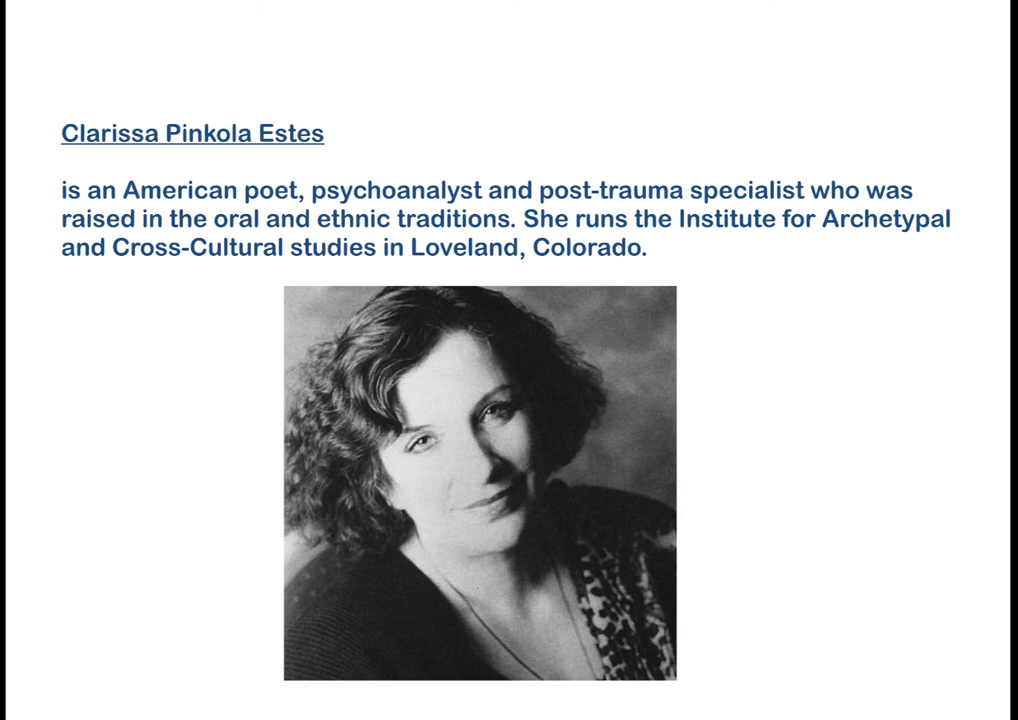 Clarissa Pinkola Estes
is an American poet, psychoanalyst and post-trauma specialist who was
raised in the oral and ethnic traditions. She runs the Institute for Archetypal
and Cross-Cultural studies in Loveland, Colorado.